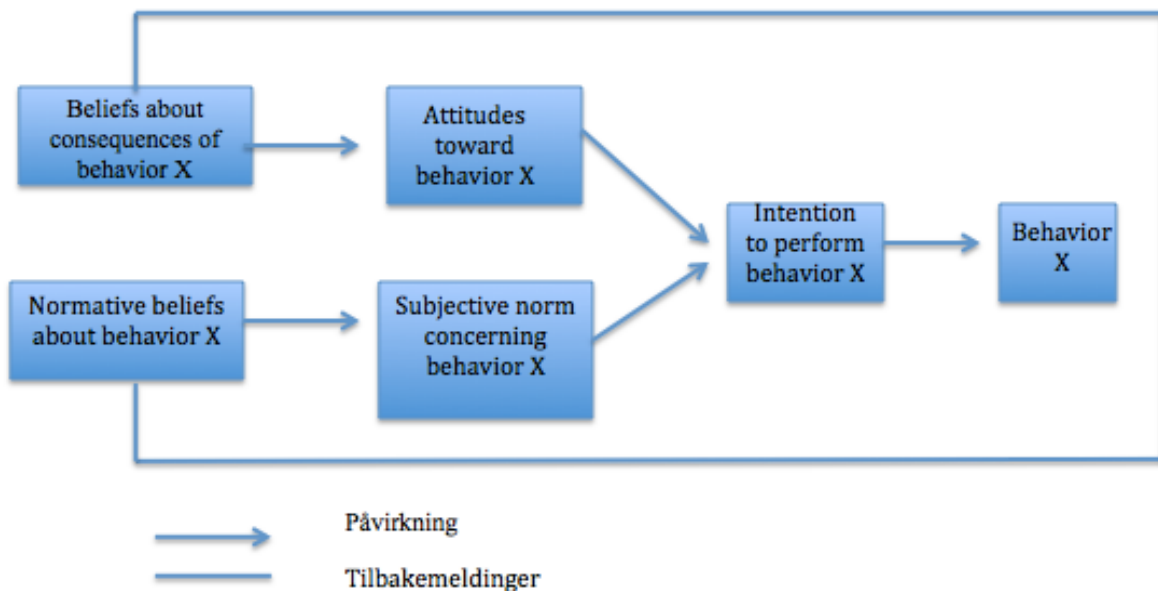 Beliefs about
consequences of
behavior X
Attitudes
toward
behavior X
Intention
to perform
behavior X
Behavior
X
Normative beliefs
about behavior X
Subjective norm
concerning
behavior X
Påvirkning
Tilbakemeldinger